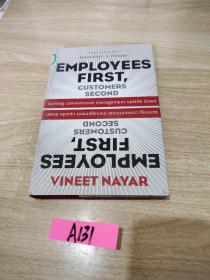 EMPLOYEES
FIRST,
CUSTOMERS
SECOND
turning conventional management upside down
turning conventional management upside down
SECOND
CUSTOMERS
FIRST,
EMPLOYEES
VINEET NAYAR
A131